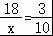 18/x = 3/10